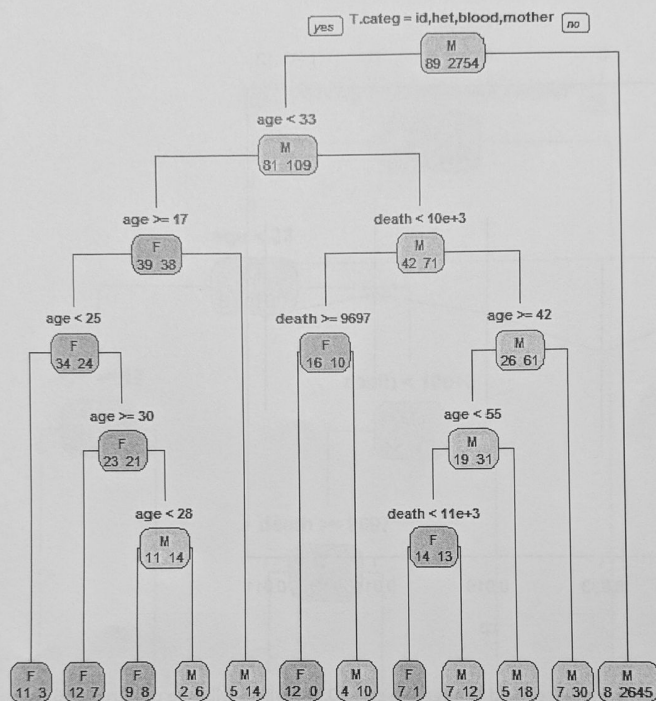 yes T.categ = id,het,blood,mother no
M
89 2754
age < 33
M
81 109
age >= 17
death < 10e+3
F
39 38
M
42 71
age < 25
death >= 9697
age >= 42
F
34 24
F
16 10
M
26 61
age >= 30
age < 55
F
23 21
M
19 31
age < 28
death < 11e+3
M
11 14
F
14 13
F F F M M F M F M M M M
11 3 12 7 9 8 2 6 5 14 12 0 4 10 7 1 7 12 5 18 7 30 8 2645